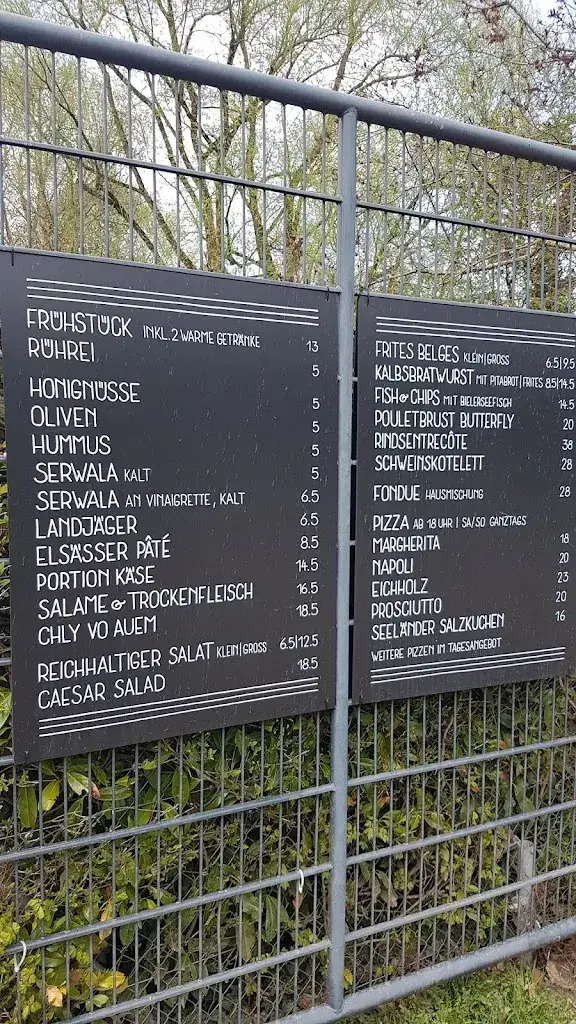 FRÜHSTÜCK INKL. 2 WARME GETRÄNKE 13
RÜHREI 5
HONIGNÜSSE 5
OLIVEN 5
HUMMUS 5
SERWALA KALT 5
SERWALA AN VINAIGRETTE, KALT 6.5
LANDJÄGER 6.5
ELSÄSSER PÂTÉ 8.5
PORTION KÄSE 14.5
SALAME & TROCKENFLEISCH 16.5
CHLY VO AUEM 18.5
REICHHALTIGER SALAT KLEIN|GROSS 6.5|12.5
CAESAR SALAD 18.5
FRITES BELGES KLEIN|GROSS 6.5|9.5
KALBSBRATWURST MIT PITABROT|FRITES 8.5|14.5
FISH & CHIPS MIT BIELERSEEFISCH 14.5
POULETBRUST BUTTERFLY 20
RINDSENTRECÔTE 38
SCHWEINSKOTELETT 28
FONDUE HAUSMISCHUNG 28
PIZZA AB 18 UHR | SA/SO GANZTAGS
MARGHERITA 18
NAPOLI 20
EICHHOLZ 23
PROSCIUTTO 20
SEELÄNDER SALZKUCHEN 16
WEITERE PIZZEN IM TAGESANGEBOT